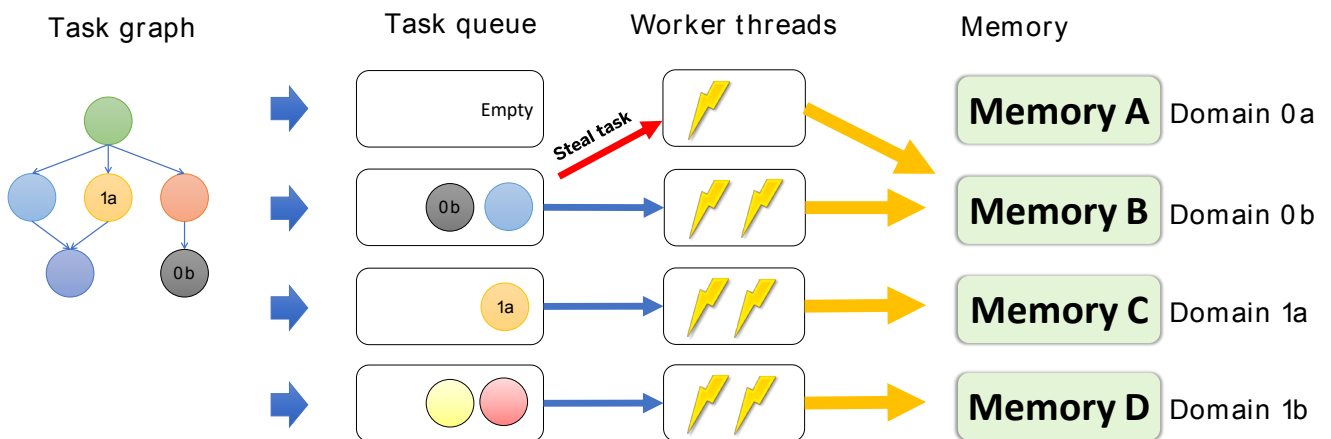 Task graph
Task queue
Worker threads
Memory
Empty
Steal task
Memory A
Domain 0a
1a
0b
Memory B
Domain 0b
0b
1a
Memory C
Domain 1a
Memory D
Domain 1b